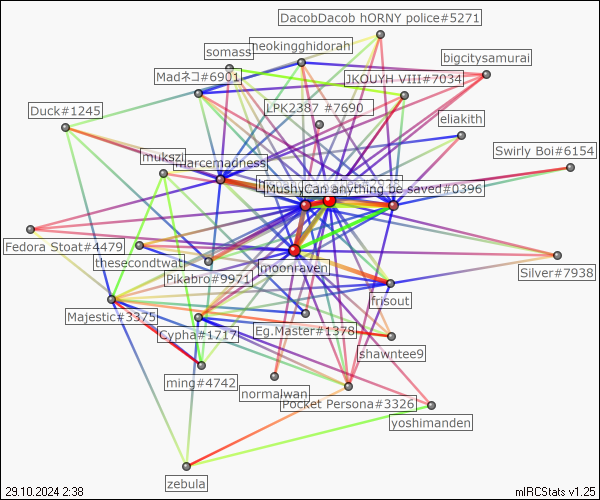 DacobDacob hORNY police#5271
neokingghidorah
somass
bigcitysamurai
Madネコ#6901
JKOUYH VIII#7034
LPK2387 #7690
Duck#1245
eliakith
Swirly Boi#6154
mukszi
marcemadness
Mushy
Can anything be saved#0396
Fedora Stoat#4479
thesecondtwat
moonraven
Pikabro#9971
Silver#7938
frisout
Majestic#3375
Eg.Master#1378
Cypha#1717
shawntee9
ming#4742
normalwan
Pocket Persona#3326
yoshimanden
zebula
29.10.2024 2:38
mIRCStats v1.25